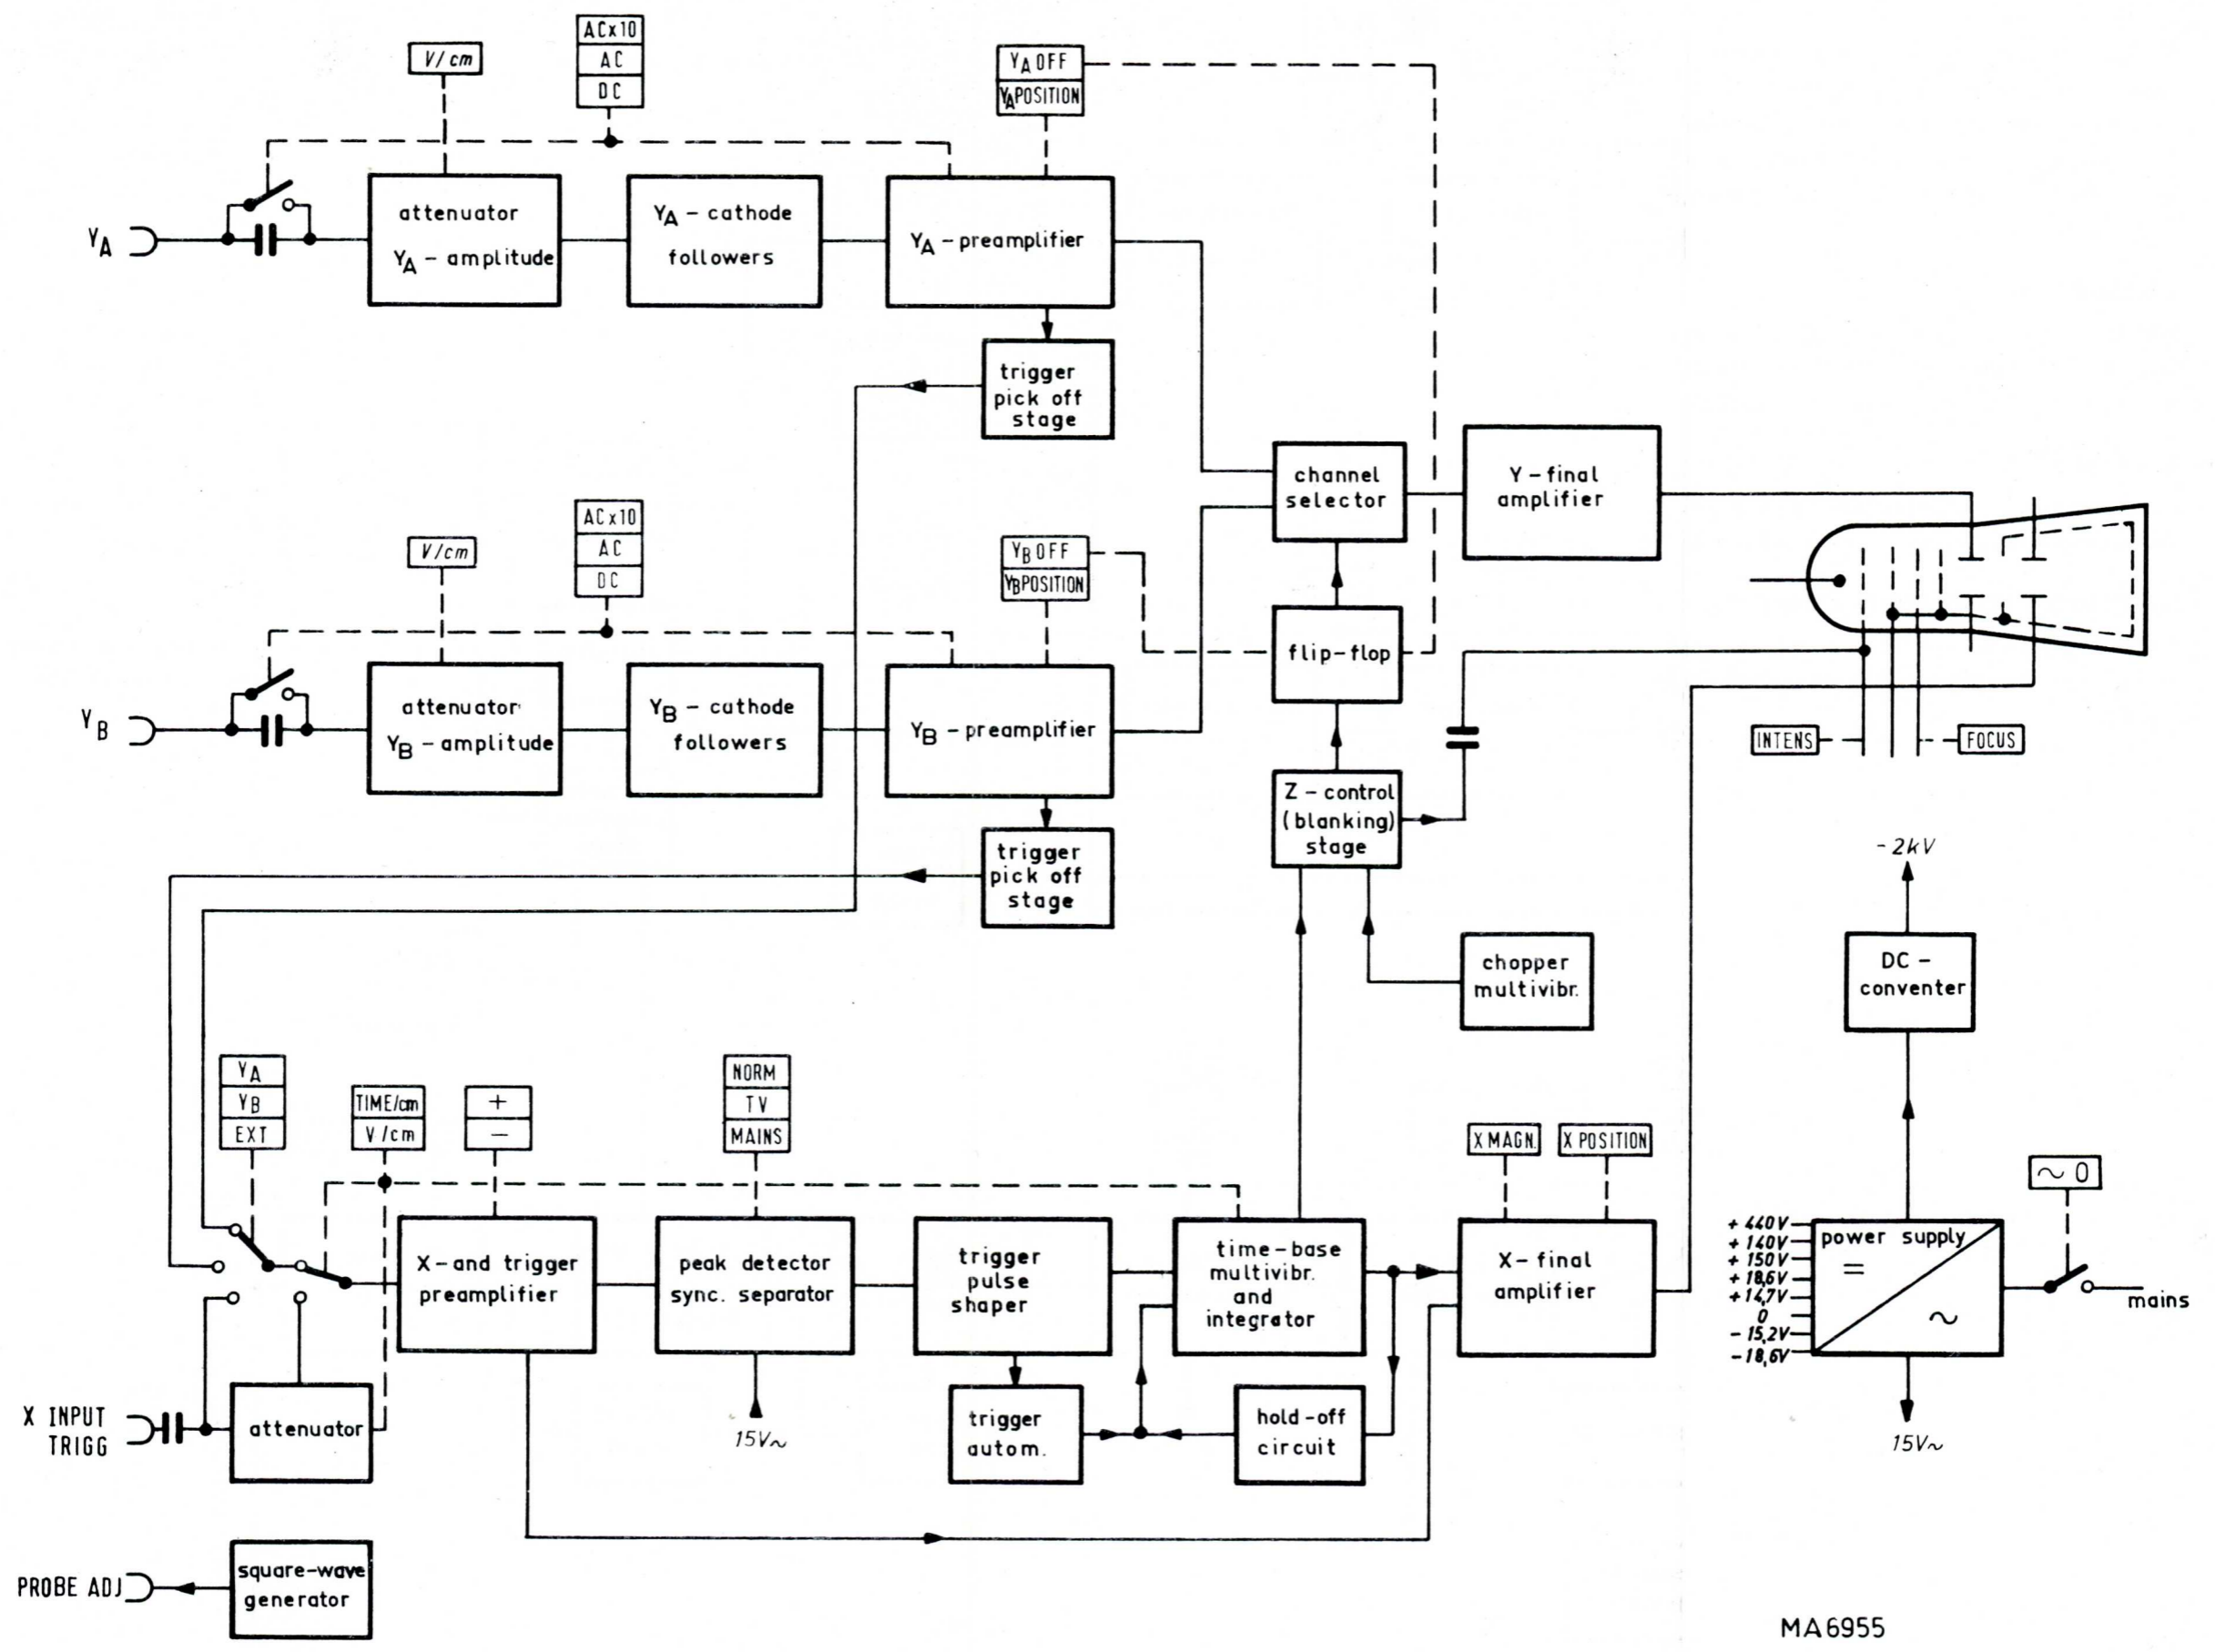 V/cm
ACx10
AC
DC
YA OFF
YA POSITION
YA
attenuator
YA - amplitude
YA - cathode
followers
YA - preamplifier
trigger
pick off
stage
channel
selector
Y - final
amplifier
V/cm
ACx10
AC
DC
YB OFF
YB POSITION
flip-flop
YB
attenuator
YB - amplitude
YB - cathode
followers
YB - preamplifier
INTENS
FOCUS
Z - control
(blanking)
stage
trigger
pick off
stage
- 2kV
chopper
multivibr.
DC -
conventer
YA
YB
EXT
TIME/cm
V/cm
+
−
NORM
TV
MAINS
X MAGN.
X POSITION
~ 0
X - and trigger
preamplifier
peak detector
sync. separator
trigger
pulse
shaper
time - base
multivibr.
and
integrator
X - final
amplifier
+ 440V
+ 140V
+ 150V
+ 18,6V
+ 14,7V
0
- 15,2V
- 18,6V
power supply
=
~
mains
X INPUT
TRIGG
attenuator
15V~
trigger
autom.
hold-off
circuit
15V~
PROBE ADJ
square-wave
generator
MA6955